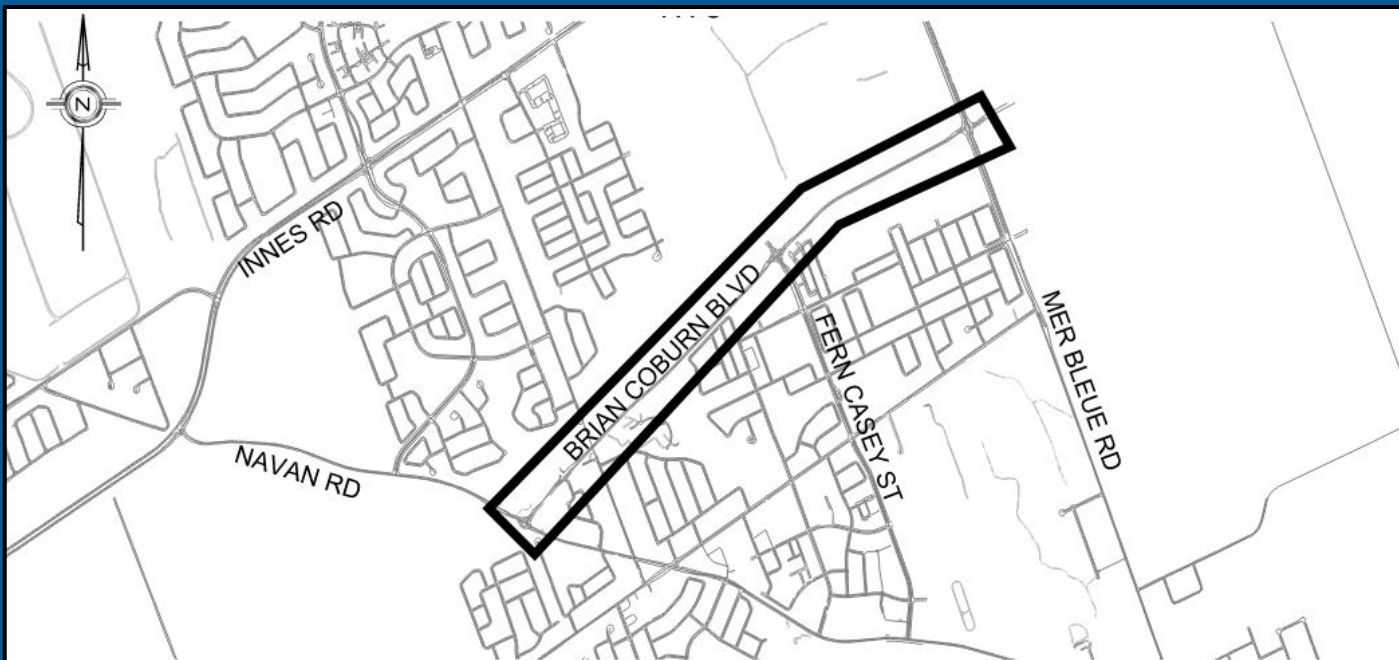 N
INNES RD
BRIAN COBURN BLVD
FERN CASEY ST
MER BLEUE RD
NAVAN RD